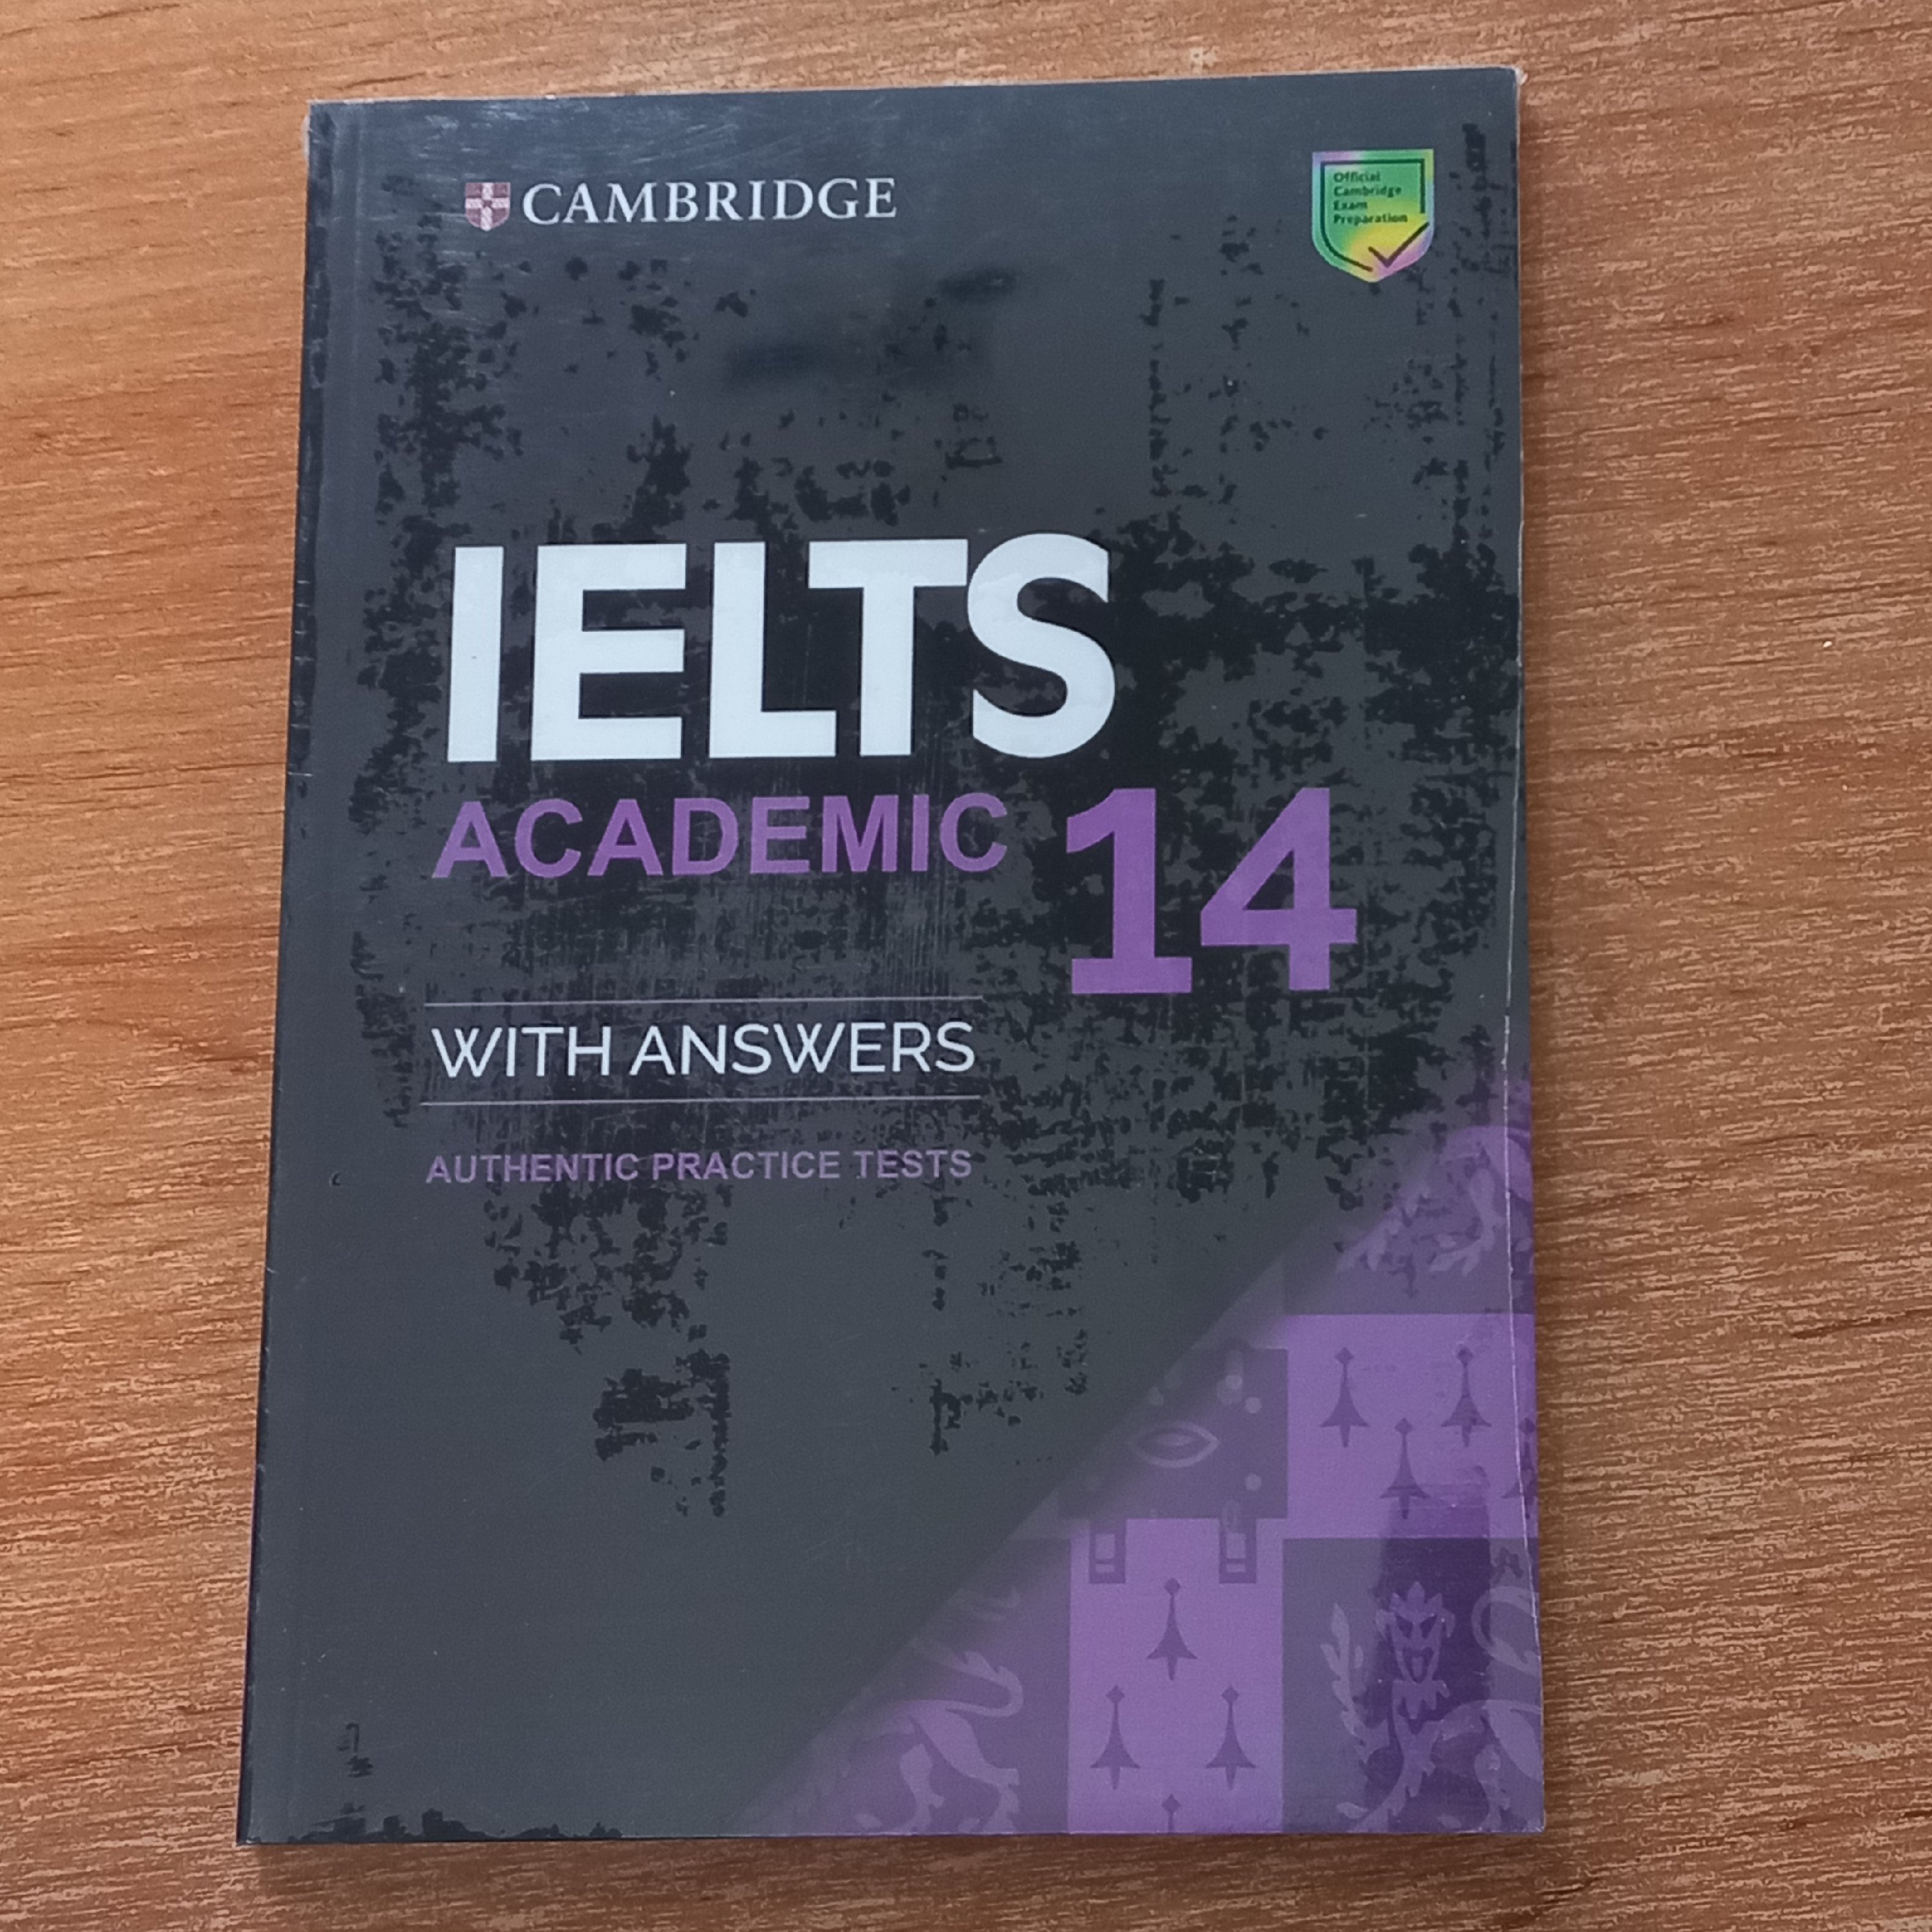 CAMBRIDGE
Official
Cambridge
Exam
Preparation
IELTS
ACADEMIC 14
WITH ANSWERS
AUTHENTIC PRACTICE TESTS